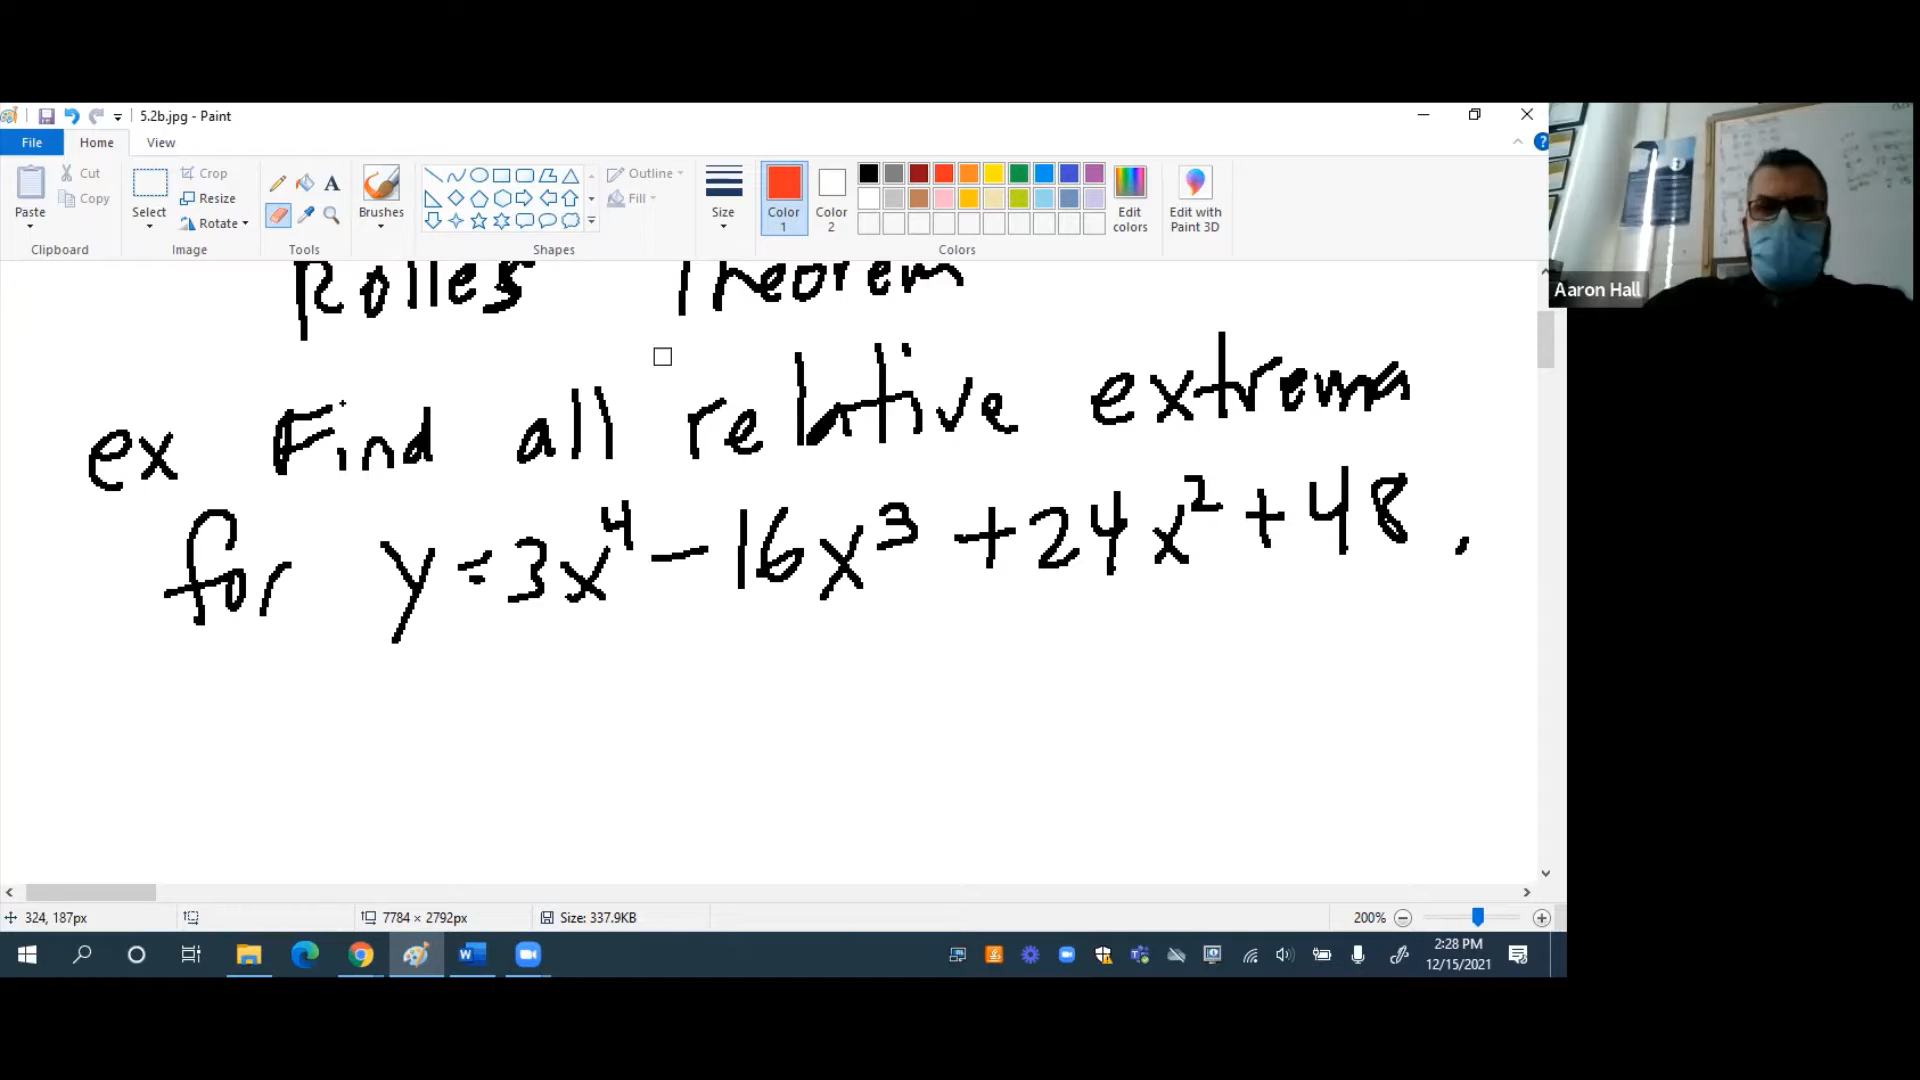 5.2b.jpg - Paint
File Home View
Paste
Cut
Copy
Clipboard
Select
Crop
Resize
Rotate
Image
Tools
Brushes
Outline
Fill
Shapes
Size
Color 1
Color 2
Edit colors
Colors
Edit with Paint 3D
Aaron Hall
Rolles Theorem
ex Find all relative extrema
for y=3x⁴-16x³+24x²+48.
324, 187px
7784 × 2792px
Size: 337.9KB
200%
2:28 PM
12/15/2021